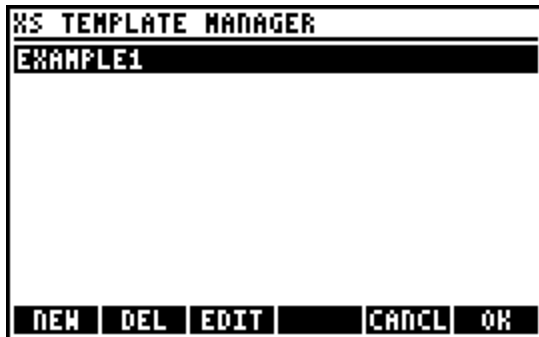 XS TEMPLATE MANAGER
EXAMPLE1
NEW DEL EDIT CANCL OK